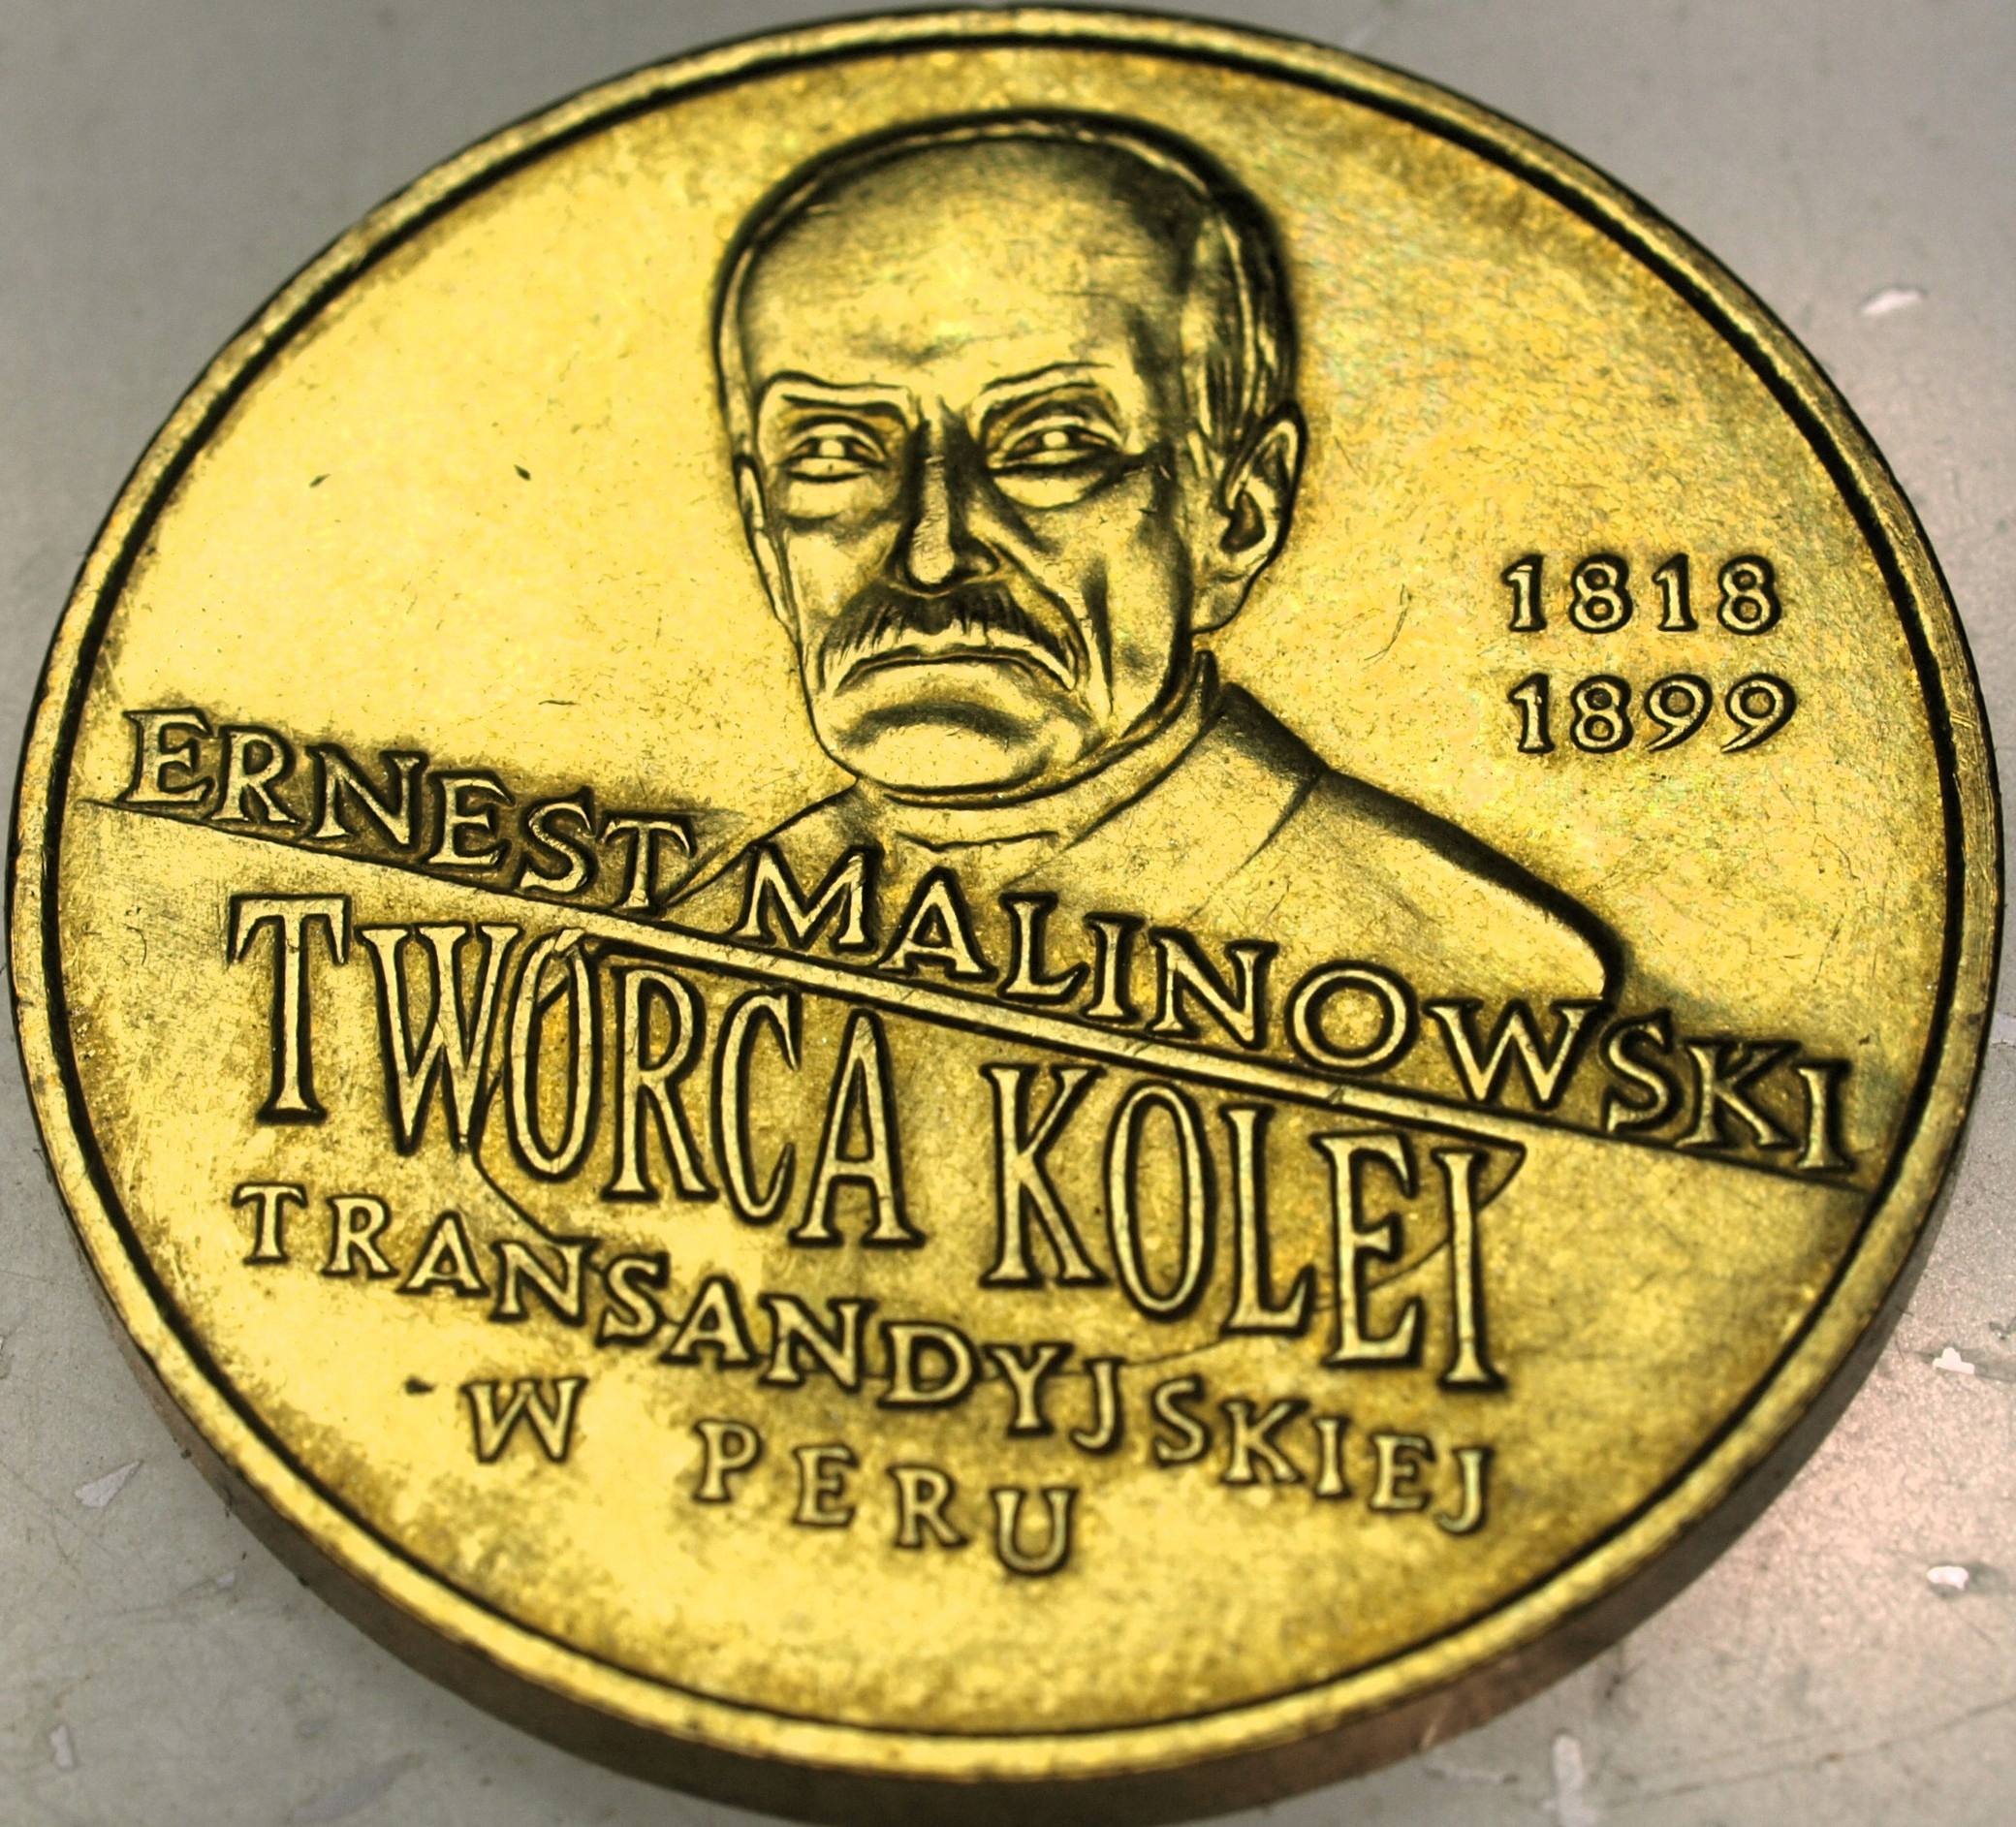 1818
1899
ERNEST MALINOWSKI
TWÓRCA KOLEI
TRANSANDYJSKIEJ
W PERU